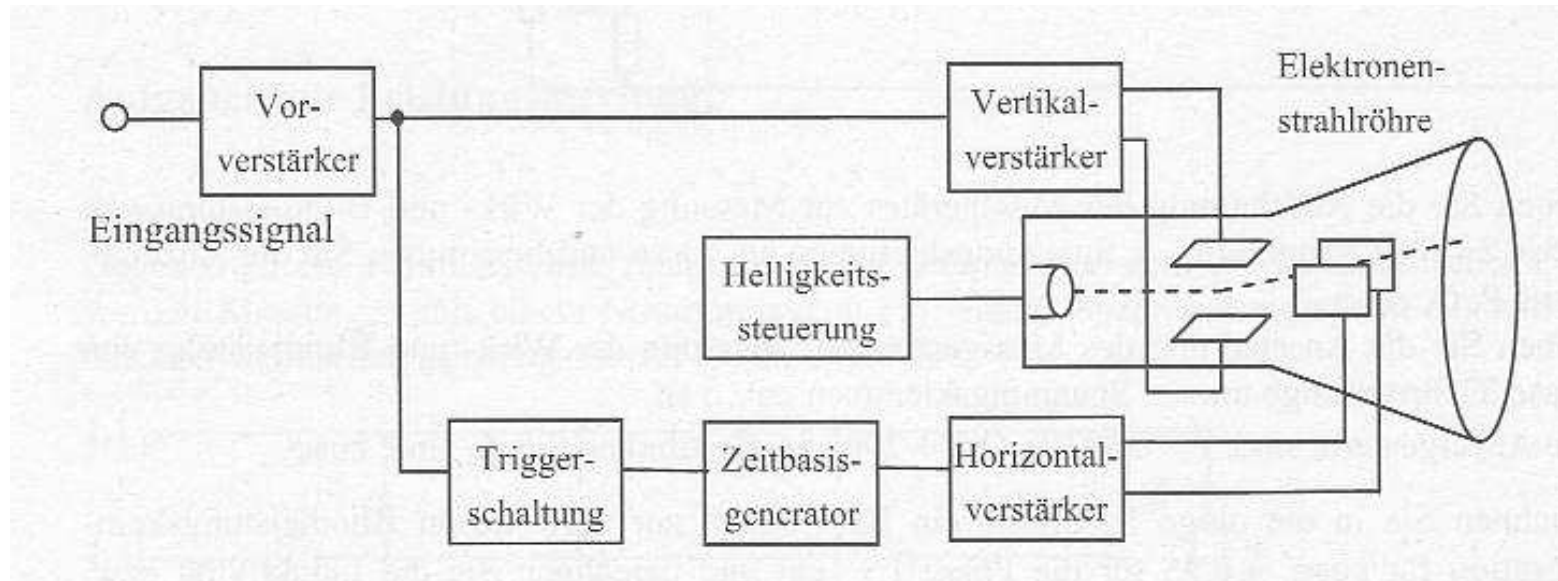 Vor-
verstärker
Eingangssignal
Vertikal-
verstärker
Elektronen-
strahlröhre
Helligkeits-
steuerung
Trigger-
schaltung
Zeitbasis-
generator
Horizontal-
verstärker